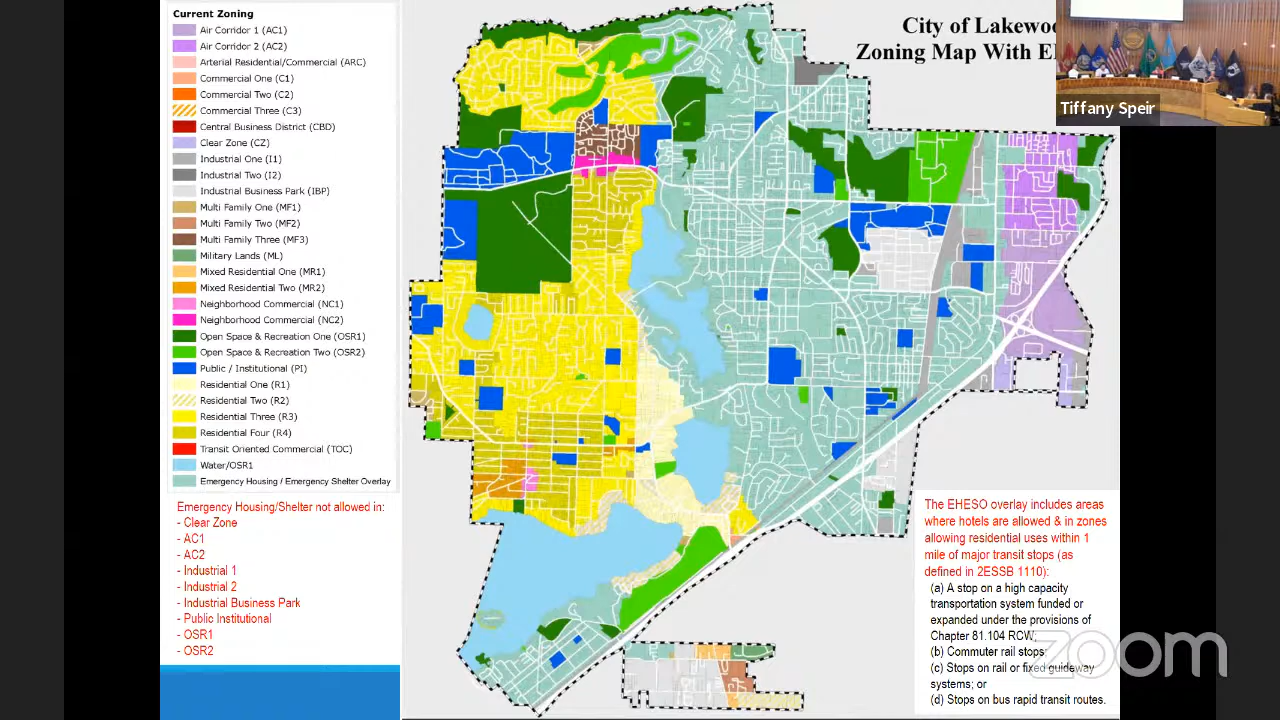 Current Zoning
Air Corridor 1 (AC1)
Air Corridor 2 (AC2)
Arterial Residential/Commercial (ARC)
Commercial One (C1)
Commercial Two (C2)
Commercial Three (C3)
Central Business District (CBD)
Clear Zone (CZ)
Industrial One (I1)
Industrial Two (I2)
Industrial Business Park (IBP)
Multi Family One (MF1)
Multi Family Two (MF2)
Multi Family Three (MF3)
Military Lands (ML)
Mixed Residential One (MR1)
Mixed Residential Two (MR2)
Neighborhood Commercial (NC1)
Neighborhood Commercial (NC2)
Open Space & Recreation One (OSR1)
Open Space & Recreation Two (OSR2)
Public / Institutional (PI)
Residential One (R1)
Residential Two (R2)
Residential Three (R3)
Residential Four (R4)
Transit Oriented Commercial (TOC)
Water/OSR1
Emergency Housing / Emergency Shelter Overlay
Emergency Housing/Shelter not allowed in:
- Clear Zone
- AC1
- AC2
- Industrial 1
- Industrial 2
- Industrial Business Park
- Public Institutional
- OSR1
- OSR2
City of Lakewo
Zoning Map With E
Tiffany Speir
The EHESO overlay includes areas
where hotels are allowed & in zones
allowing residential uses within 1
mile of major transit stops (as
defined in 2ESSB 1110):
(a) A stop on a high capacity
transportation system funded or
expanded under the provisions of
Chapter 81.104 RCW;
(b) Commuter rail stops;
(c) Stops on rail or fixed guideway
systems; or
(d) Stops on bus rapid transit routes.
zoom